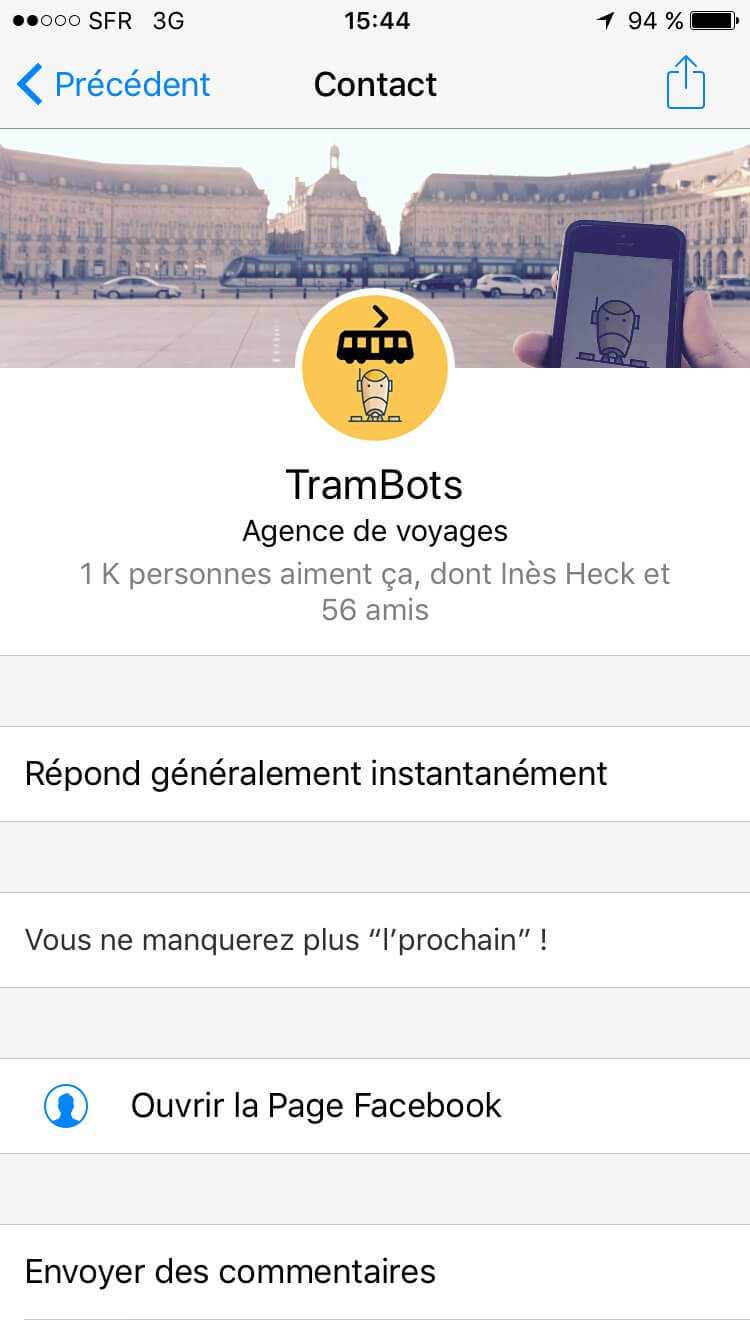 SFR 3G 15:44 94 %
Précédent Contact
TramBots
Agence de voyages
1 K personnes aiment ça, dont Inès Heck et
56 amis
Répond généralement instantanément
Vous ne manquerez plus “l’prochain” !
Ouvrir la Page Facebook
Envoyer des commentaires